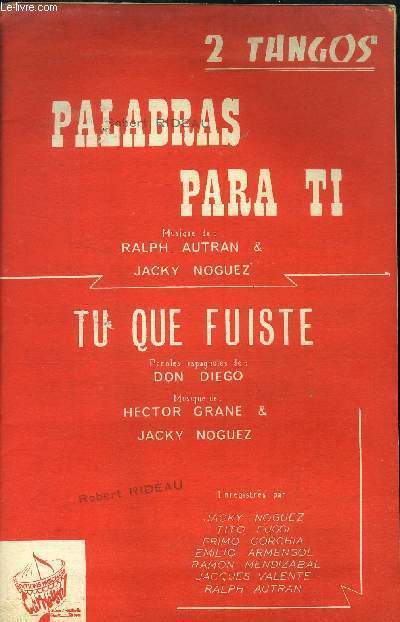 © Le-livre.com
2 TANGOS
PALABRAS
Robert RIDEAU
PARA TI
Musique de:
RALPH AUTRAN &
JACKY NOGUEZ
TU QUE FUISTE
Paroles espagnoles de:
DON DIEGO
Musique de:
HECTOR GRANE &
JACKY NOGUEZ
Robert RIDEAU
Enregistrés par
JACKY NOGUEZ
TITO FUGGI
PRIMO CORCHIA
EMILIO ARMENGOL
RAMON MENDIZABAL
JACQUES VALENTE
RALPH AUTRAN